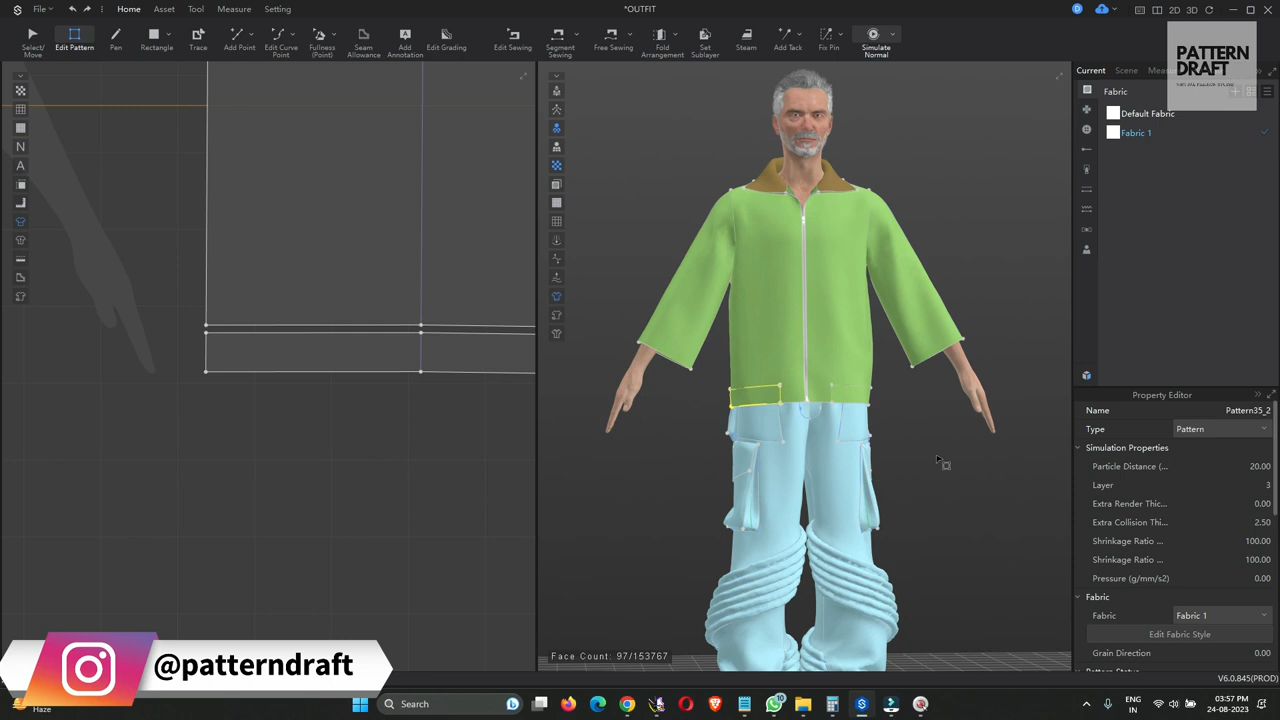 File
Home
Asset
Tool
Measure
Setting
*OUTFIT
Select/
Move
Edit Pattern
Pen
Rectangle
Trace
Add Point
Edit Curve
Point
Fullness
(Point)
Seam
Allowance
Add
Annotation
Edit Grading
Edit Sewing
Segment
Sewing
Free Sewing
Fold
Arrangement
Set
Sublayer
Steam
Add Tack
Fix Pin
Simulate
Normal
PATTERN
DRAFT
Current
Scene
Fabric
Default Fabric
Fabric 1
Property Editor
Name
Pattern35_2
Type
Pattern
Simulation Properties
Particle Distance (...
20.00
Layer
3
Extra Render Thic...
0.00
Extra Collision Thi...
2.50
Shrinkage Ratio ...
100.00
Shrinkage Ratio ...
100.00
Pressure (g/mm/s2)
0.00
Fabric
Fabric
Fabric 1
Edit Fabric Style
Grain Direction
0.00
Face Count: 97/153767
V6.0.845(PROD)
@patterndraft
Haze
Search
10
ENG
IN
03:57 PM
24-08-2023